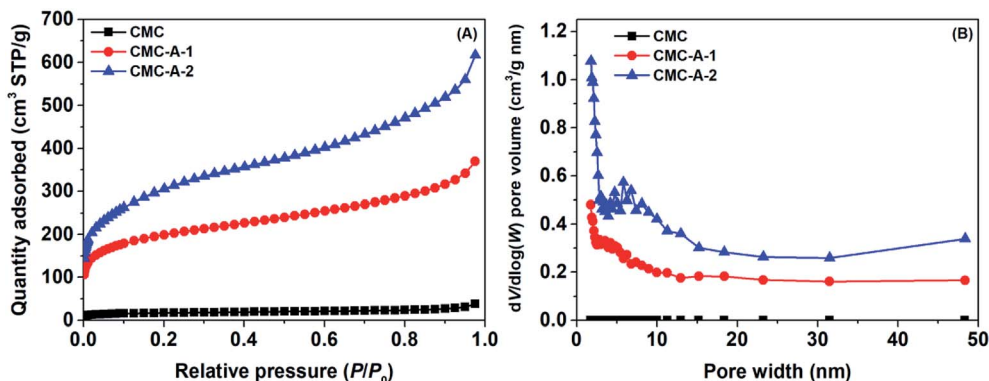 (A)
CMC
CMC-A-1
CMC-A-2
Quantity adsorbed (cm³ STP/g)
700
600
500
400
300
200
100
0
0.0 0.2 0.4 0.6 0.8 1.0
Relative pressure (P/P₀)
(B)
CMC
CMC-A-1
CMC-A-2
dV/dlog(W) pore volume (cm³/g nm)
1.2
1.0
0.8
0.6
0.4
0.2
0.0
0 10 20 30 40 50
Pore width (nm)